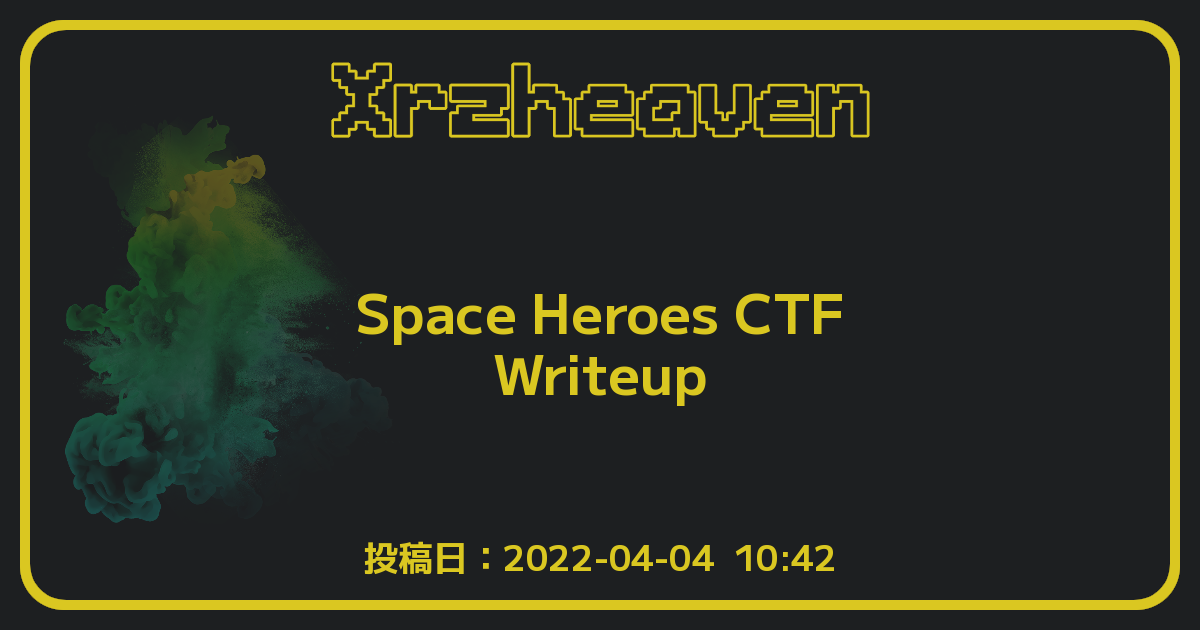 Xrzheaven
Space Heroes CTF
Writeup
投稿日：2022-04-04 10:42